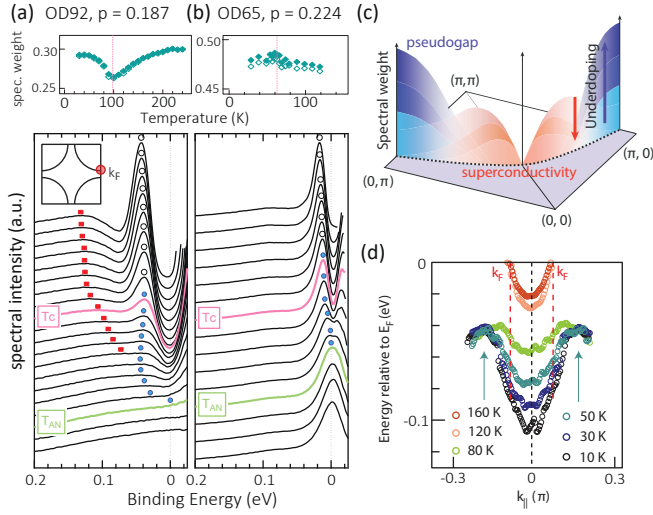 (a) OD92, p = 0.187
spec. weight
0.30
0.25
0 100 200
Temperature (K)
k_F
Tc
T_AN
spectral intensity (a.u.)
0.2 0.1 0
Binding Energy (eV)
(b) OD65, p = 0.224
0.50
0.45
0 100
Tc
T_AN
0.2 0.1 0
(c)
Spectral weight
pseudogap
(π,π)
Underdoping
superconductivity
(0,π)
(π, 0)
(0, 0)
(d)
Energy relative to E_F (eV)
0
-0.1
k_F k_F
160 K
120 K
80 K
50 K
30 K
10 K
-0.3 0 0.3
k_|| (π)